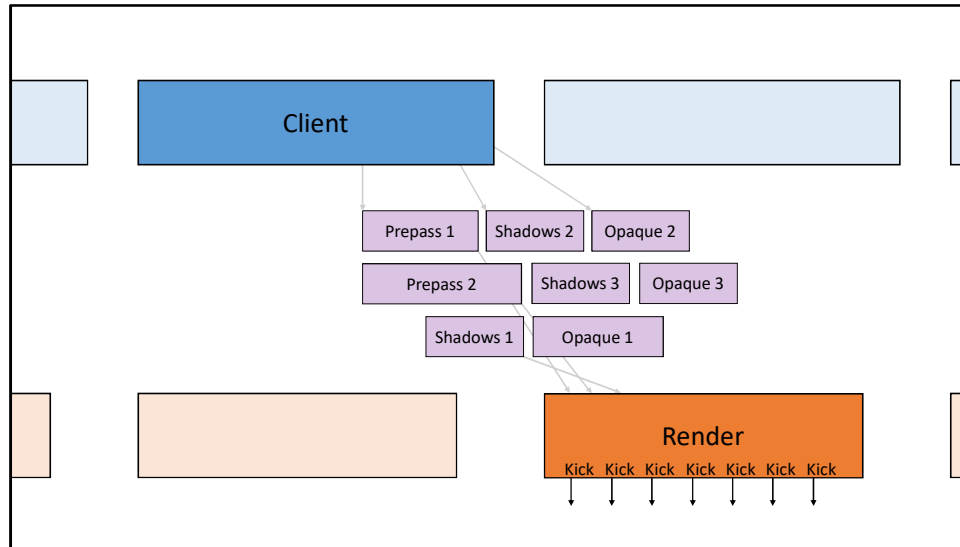 Client
Prepass 1 Shadows 2 Opaque 2
Prepass 2 Shadows 3 Opaque 3
Shadows 1 Opaque 1
Render
Kick Kick Kick Kick Kick Kick Kick